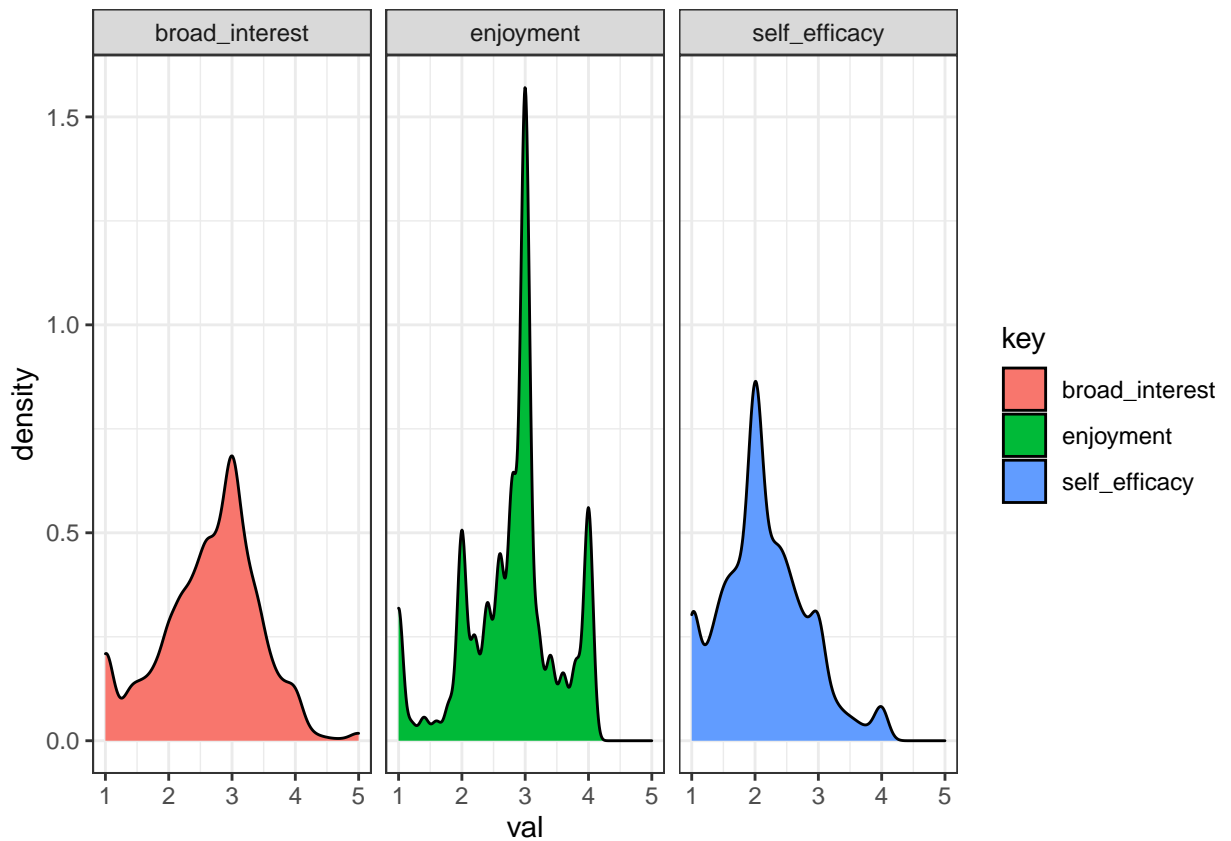 broad_interest enjoyment self_efficacy
1.5
1.0
0.5
0.0
density
1 2 3 4 5 1 2 3 4 5 1 2 3 4 5
val
key
broad_interest
enjoyment
self_efficacy